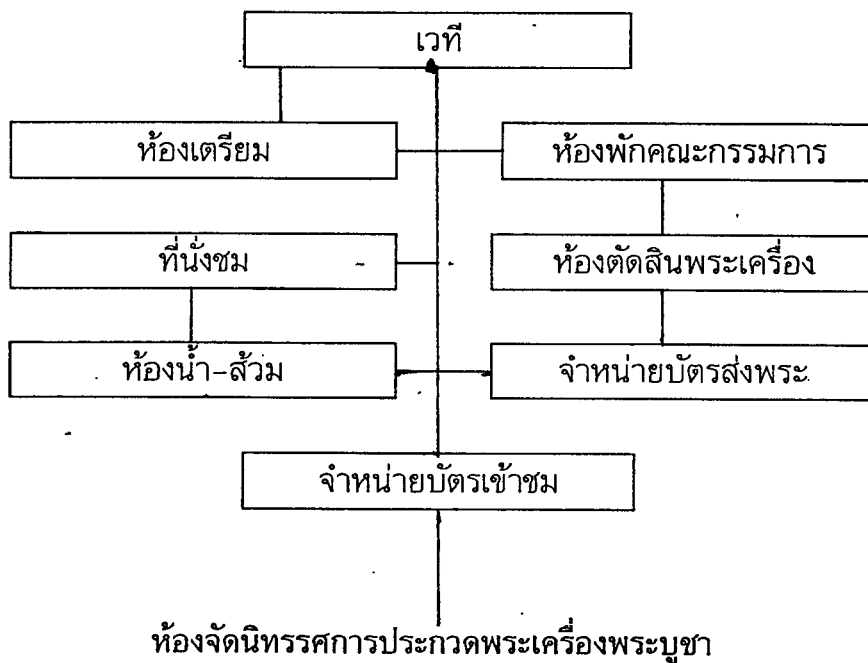 เวที
ห้องเตรียม
ห้องพักคณะกรรมการ
ที่นั่งชม
ห้องตัดสินพระเครื่อง
ห้องน้ำ-ส้วม
จำหน่ายบัตรส่งพระ
จำหน่ายบัตรเข้าชม
ห้องจัดนิทรรศการประกวดพระเครื่องพระบูชา